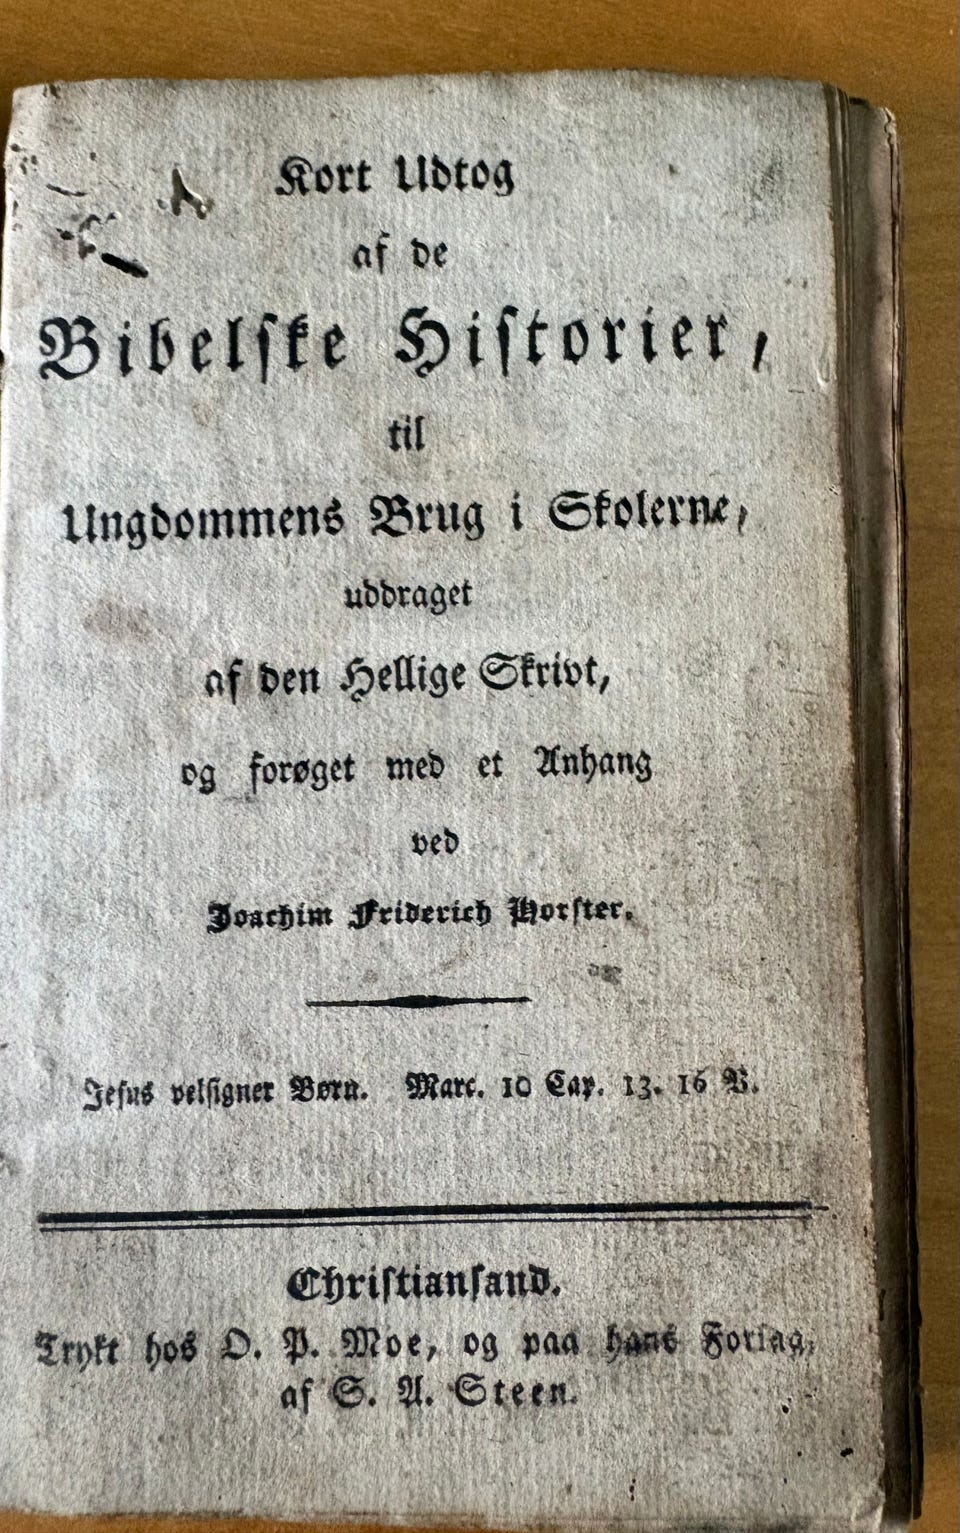 Kort Udtog
af de
Bibelske Historier,
til
Ungdommens Brug i Skolerne,
uddraget
af den Hellige Skrivt,
og forøget med et Anhang
ved
Joachim Friderich Horster.
Jesus velsigner Børn. Marc. 10 Cap. 13. 16 V.
Christiansand.
Trykt hos O. P. Moe, og paa hans Forlag,
af S. A. Steen.